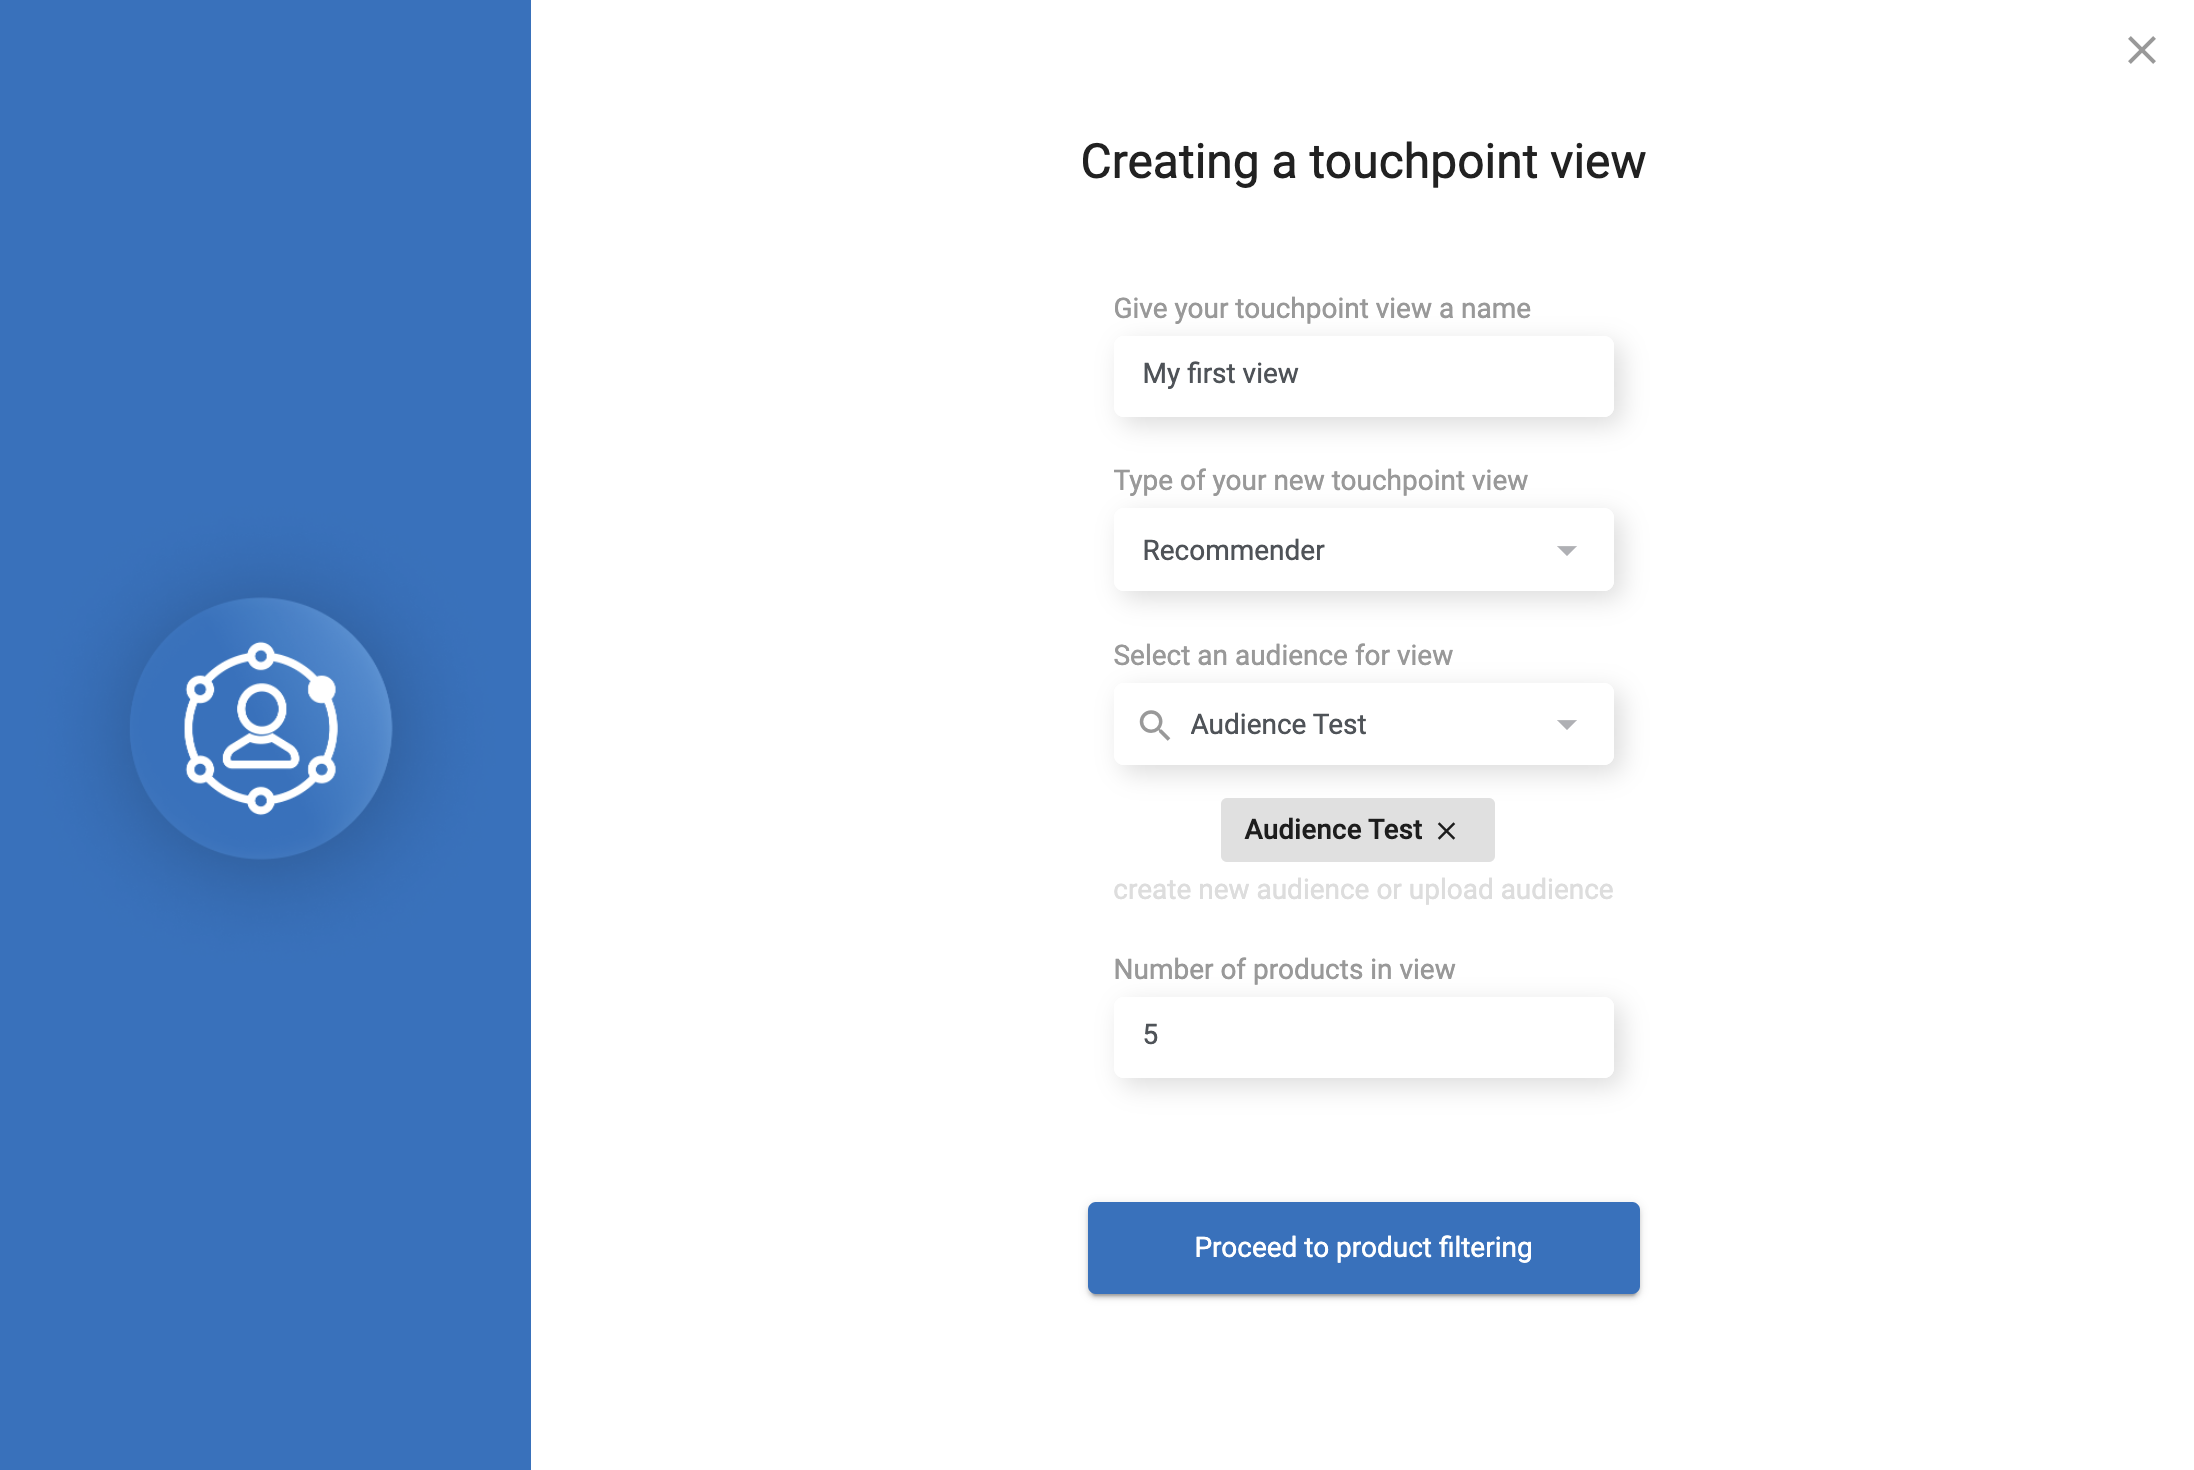 Creating a touchpoint view
Give your touchpoint view a name
My first view
Type of your new touchpoint view
Recommender
Select an audience for view
Audience Test
Audience Test
create new audience or upload audience
Number of products in view
5
Proceed to product filtering